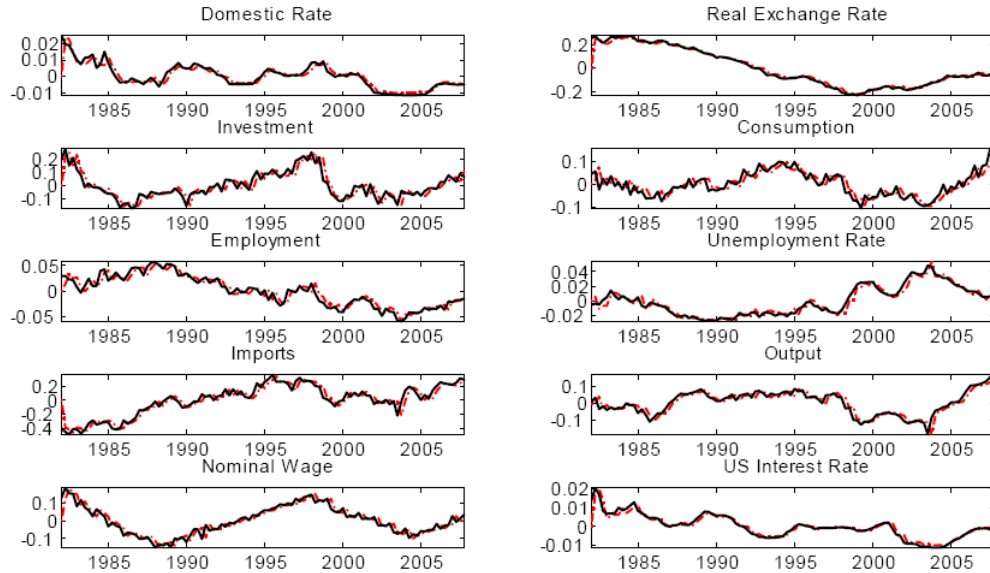 Domestic Rate
0.02
0.01
0
-0.01
1985 1990 1995 2000 2005
Real Exchange Rate
0.2
0
-0.2
1985 1990 1995 2000 2005
Investment
0.2
0.1
0
-0.1
1985 1990 1995 2000 2005
Consumption
0.1
0
-0.1
1985 1990 1995 2000 2005
Employment
0.05
0
-0.05
1985 1990 1995 2000 2005
Unemployment Rate
0.04
0.02
0
-0.02
1985 1990 1995 2000 2005
Imports
0.2
0
-0.2
-0.4
1985 1990 1995 2000 2005
Output
0.1
0
-0.1
1985 1990 1995 2000 2005
Nominal Wage
0.1
0
-0.1
1985 1990 1995 2000 2005
US Interest Rate
0.02
0.01
0
-0.01
1985 1990 1995 2000 2005